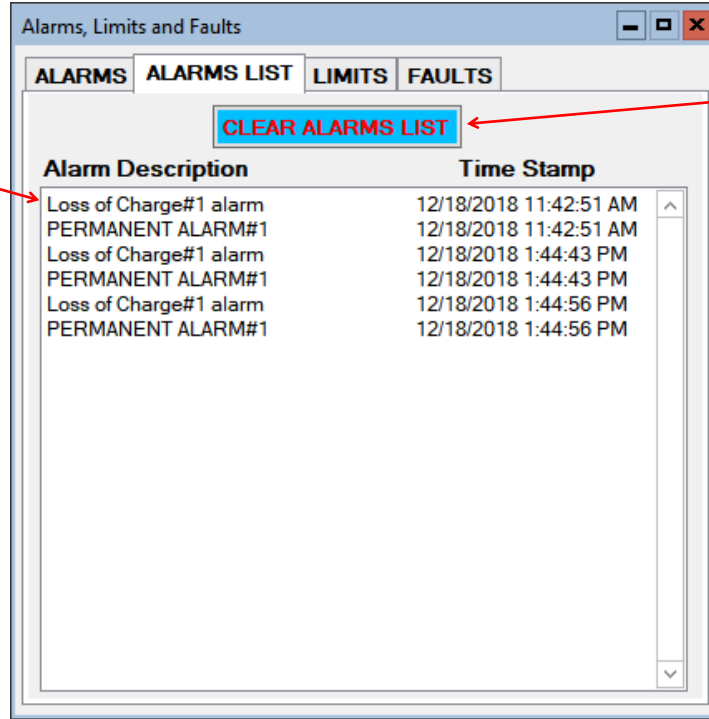 Alarms, Limits and Faults
ALARMS ALARMS LIST LIMITS FAULTS
CLEAR ALARMS LIST
Alarm Description Time Stamp
Loss of Charge#1 alarm 12/18/2018 11:42:51 AM
PERMANENT ALARM#1 12/18/2018 11:42:51 AM
Loss of Charge#1 alarm 12/18/2018 1:44:43 PM
PERMANENT ALARM#1 12/18/2018 1:44:43 PM
Loss of Charge#1 alarm 12/18/2018 1:44:56 PM
PERMANENT ALARM#1 12/18/2018 1:44:56 PM